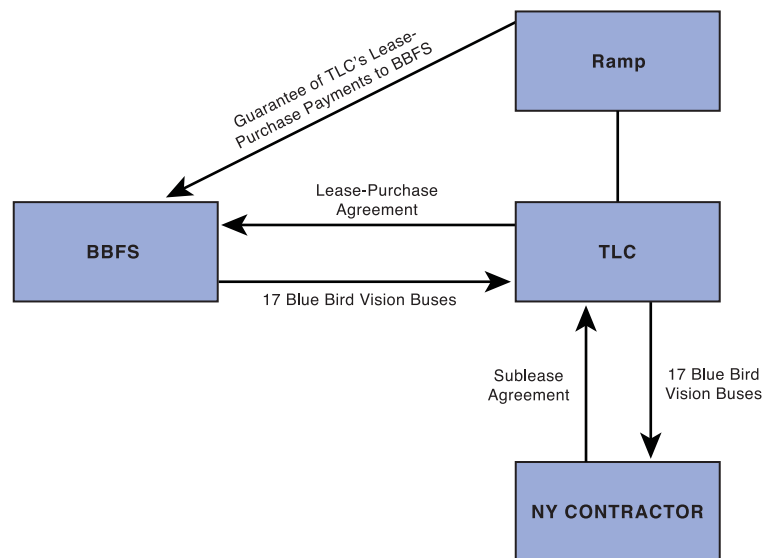 Ramp
Guarantee of TLC's Lease-
Purchase Payments to BBFS
Lease-Purchase
Agreement
BBFS
TLC
17 Blue Bird Vision Buses
Sublease
Agreement
17 Blue Bird
Vision Buses
NY CONTRACTOR